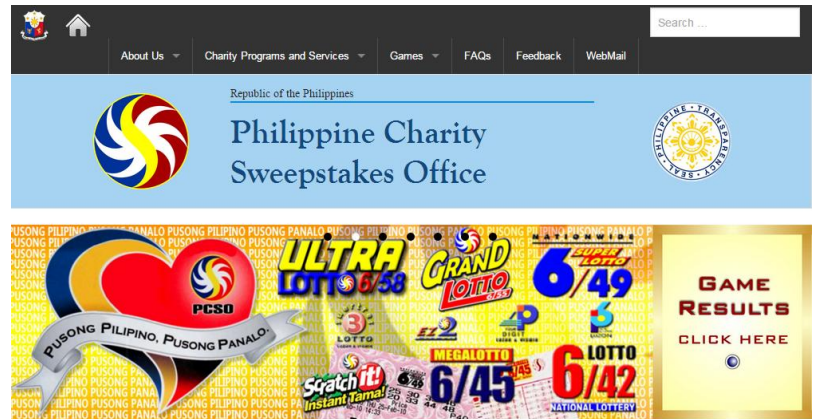 Search ...
About Us
Charity Programs and Services
Games
FAQs
Feedback
WebMail
Republic of the Philippines
Philippine Charity
Sweepstakes Office
PHILIPPINE · TRANSPARENCY · SEAL ·
PUSONG PILIPINO PUSONG PANALO
PCSO
PUSONG PILIPINO, PUSONG PANALO.
ULTRA
LOTTO 6/58
GRAND
LOTTO
6/55
NATIONWIDE
SUPER
LOTTO
6/49
3
LOTTO
EZ2
4
DIGIT
6
Scratch it!
Instant Tama!
MEGALOTTO
6/45
6/42
LOTTO
NATIONAL LOTTERY
GAME
RESULTS
CLICK HERE